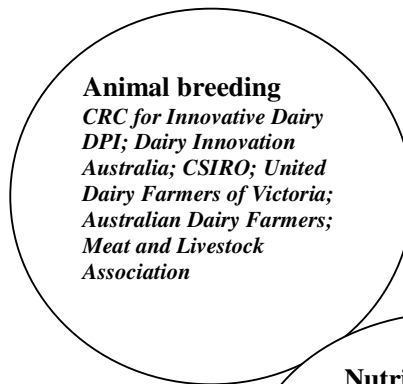 Animal breeding
CRC for Innovative Dairy
DPI; Dairy Innovation
Australia; CSIRO; United
Dairy Farmers of Victoria;
Australian Dairy Farmers;
Meat and Livestock
Association
Nutri